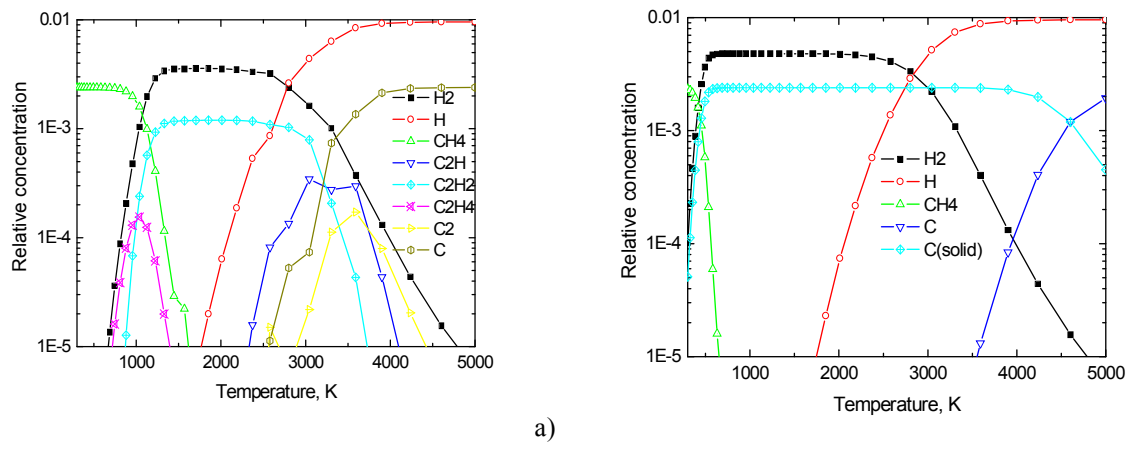 0.01
1E-3
1E-4
1E-5
Relative concentration
1000
2000
3000
4000
5000
Temperature, K
H2
H
CH4
C2H
C2H2
C2H4
C2
C
0.01
1E-3
1E-4
1E-5
Relative concentration
1000
2000
3000
4000
5000
Temperature, K
H2
H
CH4
C
C(solid)
a)